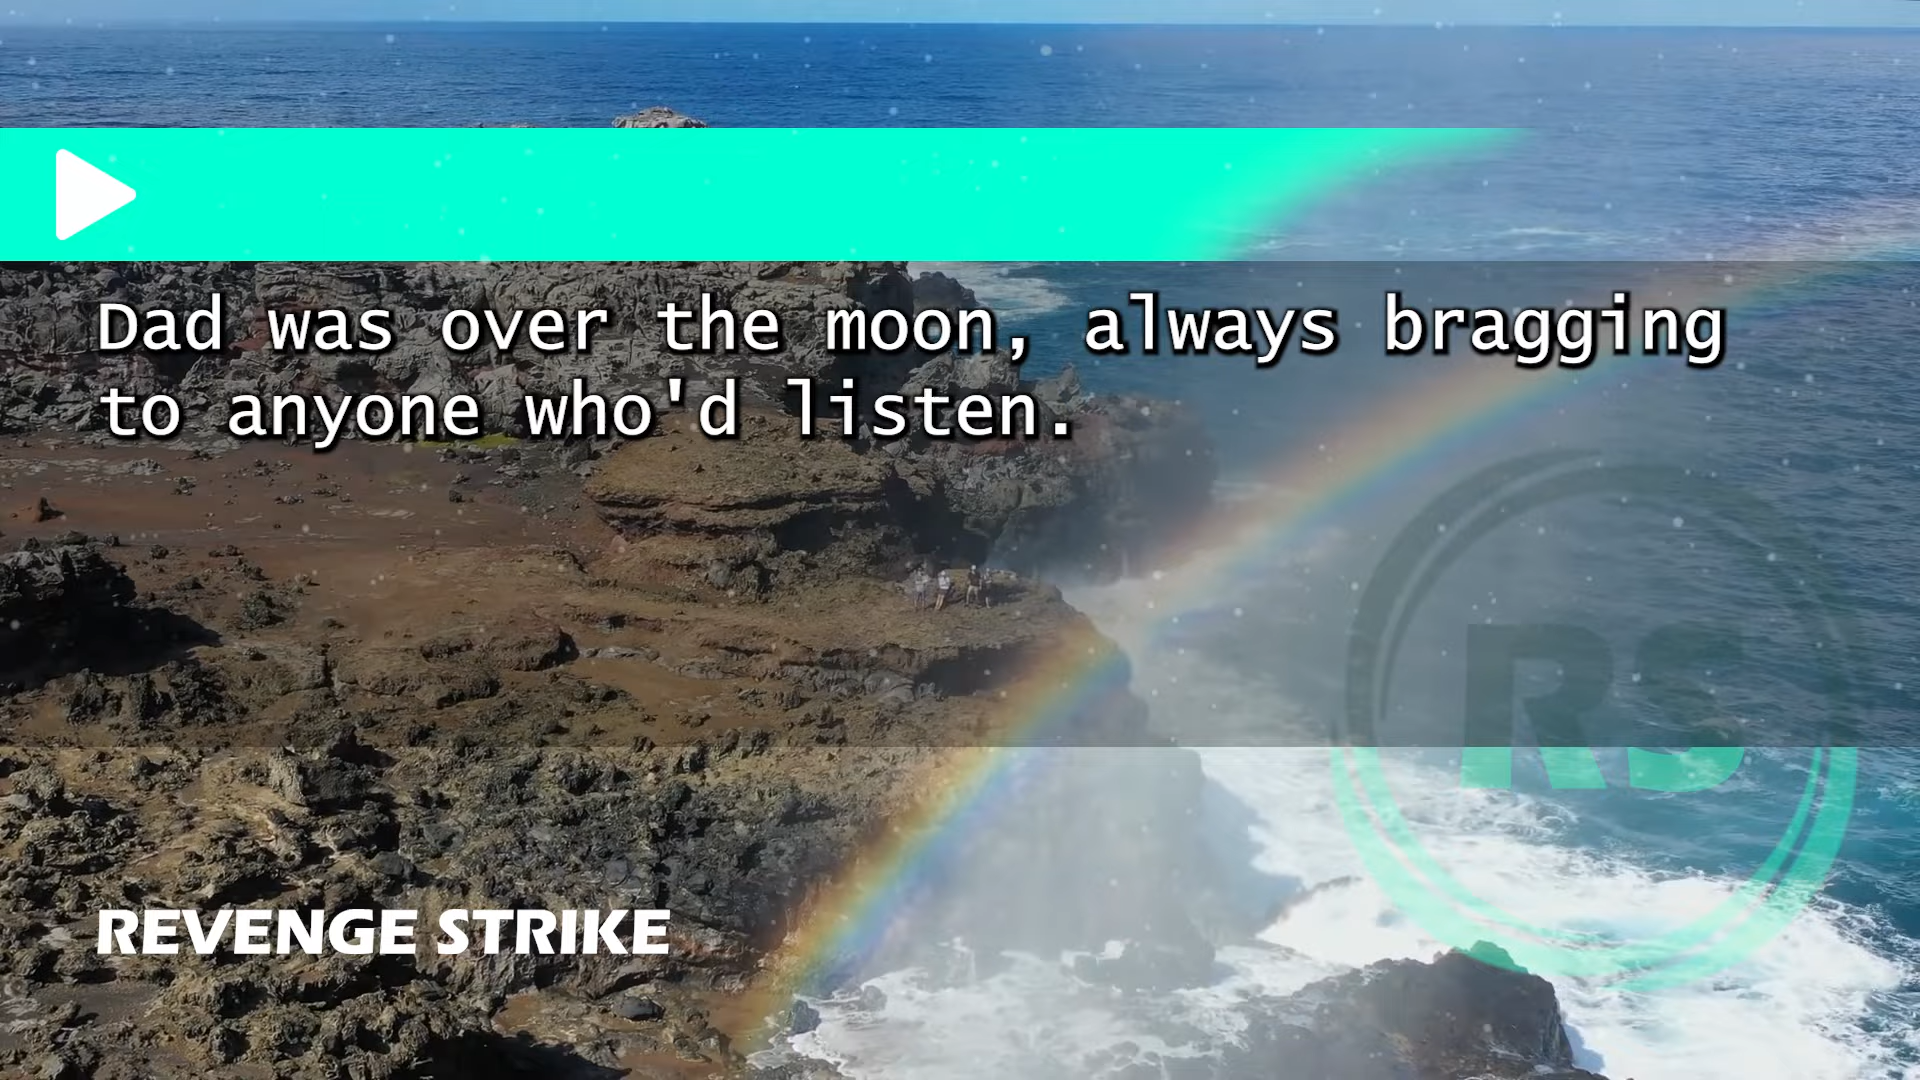 Dad was over the moon, always bragging
to anyone who'd listen.
RS
REVENGE STRIKE